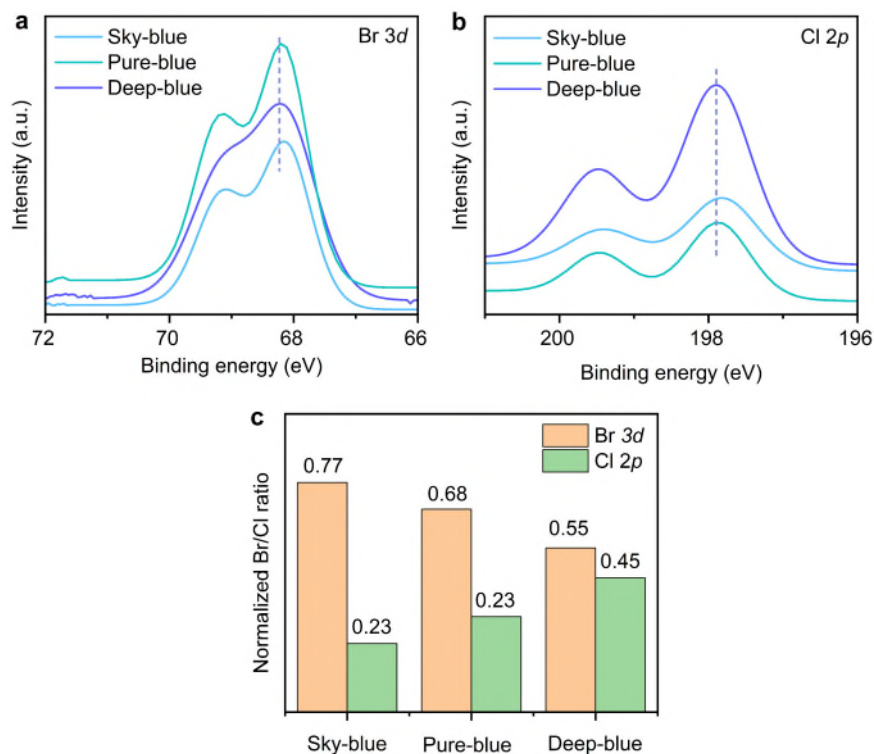 a
Sky-blue
Pure-blue
Deep-blue
Br 3d
Intensity (a.u.)
72 70 68 66
Binding energy (eV)
b
Sky-blue
Pure-blue
Deep-blue
Cl 2p
Intensity (a.u.)
200 198 196
Binding energy (eV)
c
Br 3d
Cl 2p
0.77
0.23
0.68
0.23
0.55
0.45
Normalized Br/Cl ratio
Sky-blue Pure-blue Deep-blue